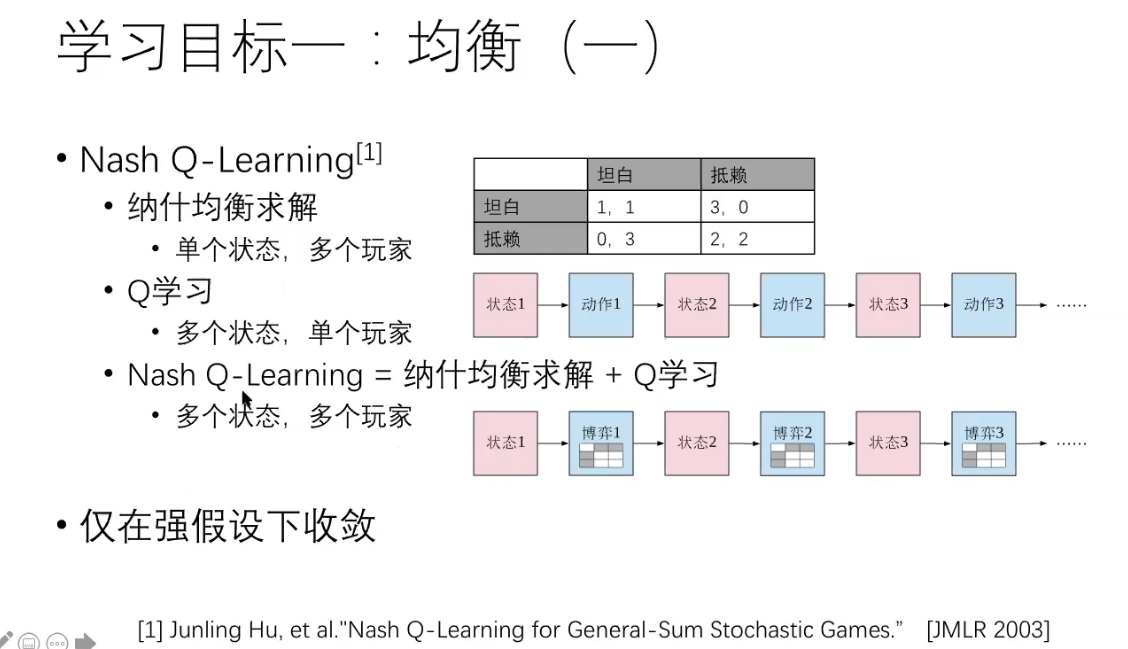 学习目标一：均衡（一）
• Nash Q-Learning[1]
• 纳什均衡求解
• 单个状态，多个玩家
• Q学习
• 多个状态，单个玩家
• Nash Q-Learning = 纳什均衡求解 + Q学习
• 多个状态，多个玩家
• 仅在强假设下收敛
坦白 抵赖
坦白 1，1 3，0
抵赖 0，3 2，2
状态1 动作1 状态2 动作2 状态3 动作3 ······
状态1 博弈1 状态2 博弈2 状态3 博弈3 ······
[1] Junling Hu, et al."Nash Q-Learning for General-Sum Stochastic Games.” [JMLR 2003]